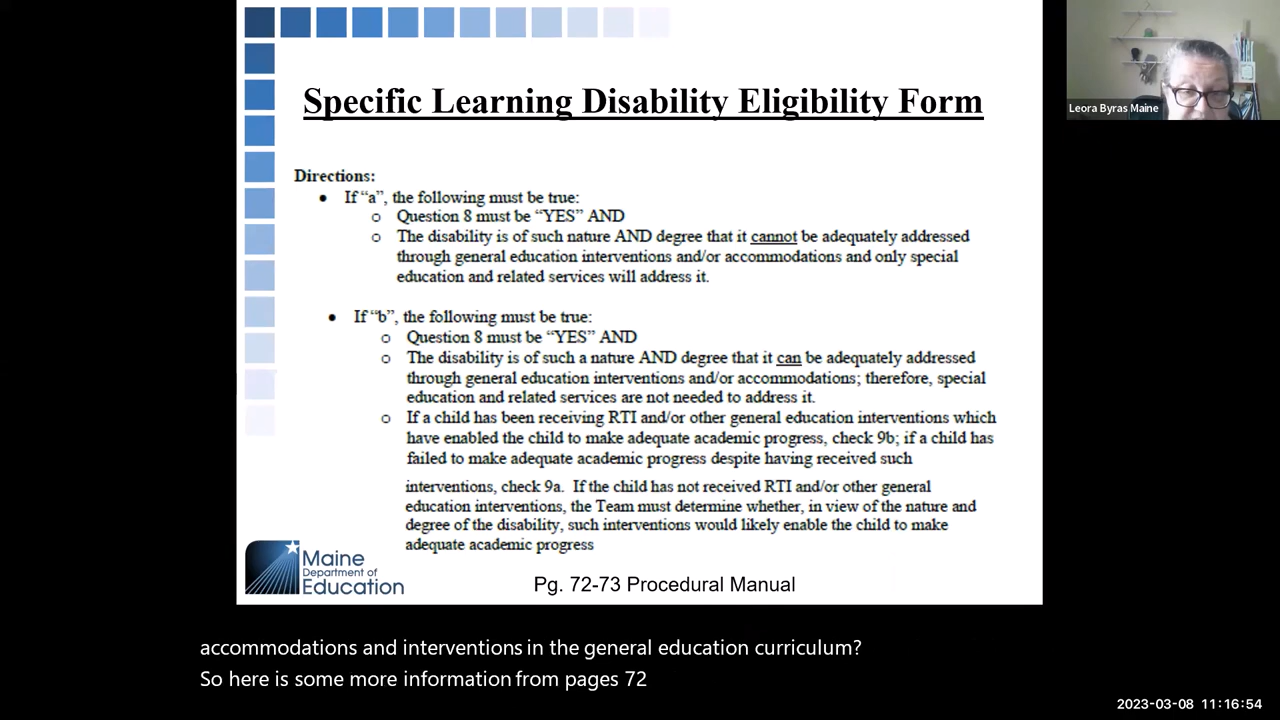 Specific Learning Disability Eligibility Form
Leora Byras Maine
Directions:
• If “a”, the following must be true:
o Question 8 must be “YES” AND
o The disability is of such nature AND degree that it cannot be adequately addressed
through general education interventions and/or accommodations and only special
education and related services will address it.
• If “b”, the following must be true:
o Question 8 must be “YES” AND
o The disability is of such a nature AND degree that it can be adequately addressed
through general education interventions and/or accommodations; therefore, special
education and related services are not needed to address it.
o If a child has been receiving RTI and/or other general education interventions which
have enabled the child to make adequate academic progress, check 9b; if a child has
failed to make adequate academic progress despite having received such
interventions, check 9a. If the child has not received RTI and/or other general
education interventions, the Team must determine whether, in view of the nature and
degree of the disability, such interventions would likely enable the child to make
adequate academic progress
Maine
Department of
Education
Pg. 72-73 Procedural Manual
accommodations and interventions in the general education curriculum?
So here is some more information from pages 72
2023-03-08 11:16:54